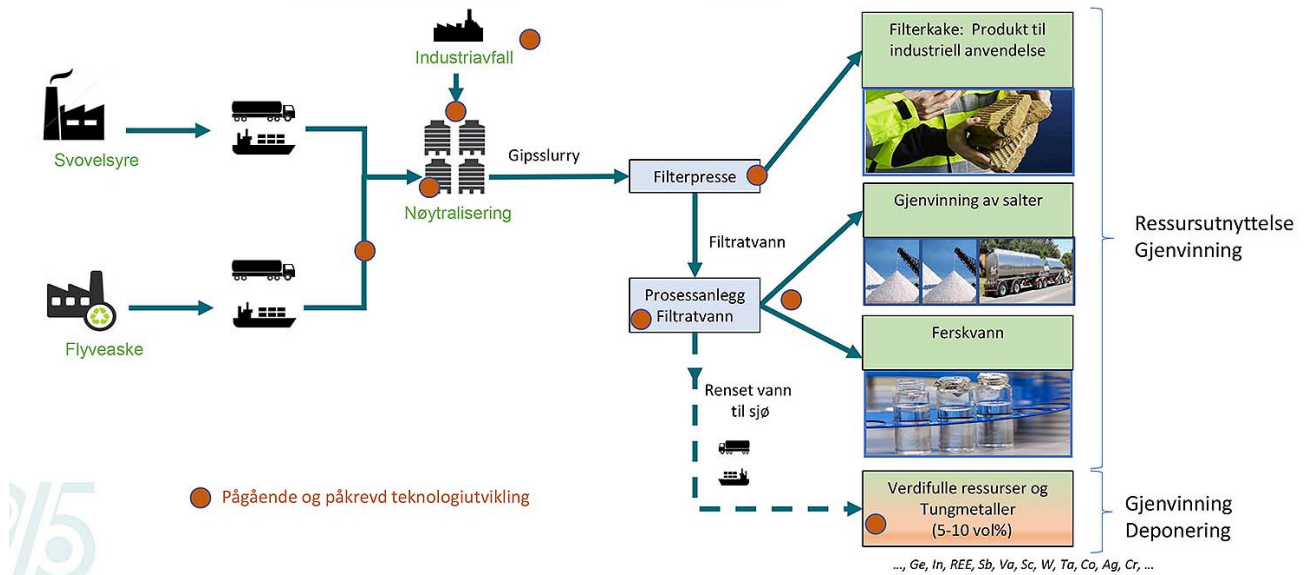 Industriavfall
Svovelsyre
Nøytralisering
Flyveaske
Gipsslurry
Filterpresse
Filtratvann
Prosessanlegg
Filtratvann
Renset vann
til sjø
Filterkake:  Produkt til
industriell anvendelse
Gjenvinning av salter
Ferskvann
Verdifulle ressurser og
Tungmetaller
(5-10 vol%)
..., Ge, In, REE, Sb, Va, Sc, W, Ta, Co, Ag, Cr, ...
Ressursutnyttelse
Gjenvinning
Gjenvinning
Deponering
Pågående og påkrevd teknologiutvikling